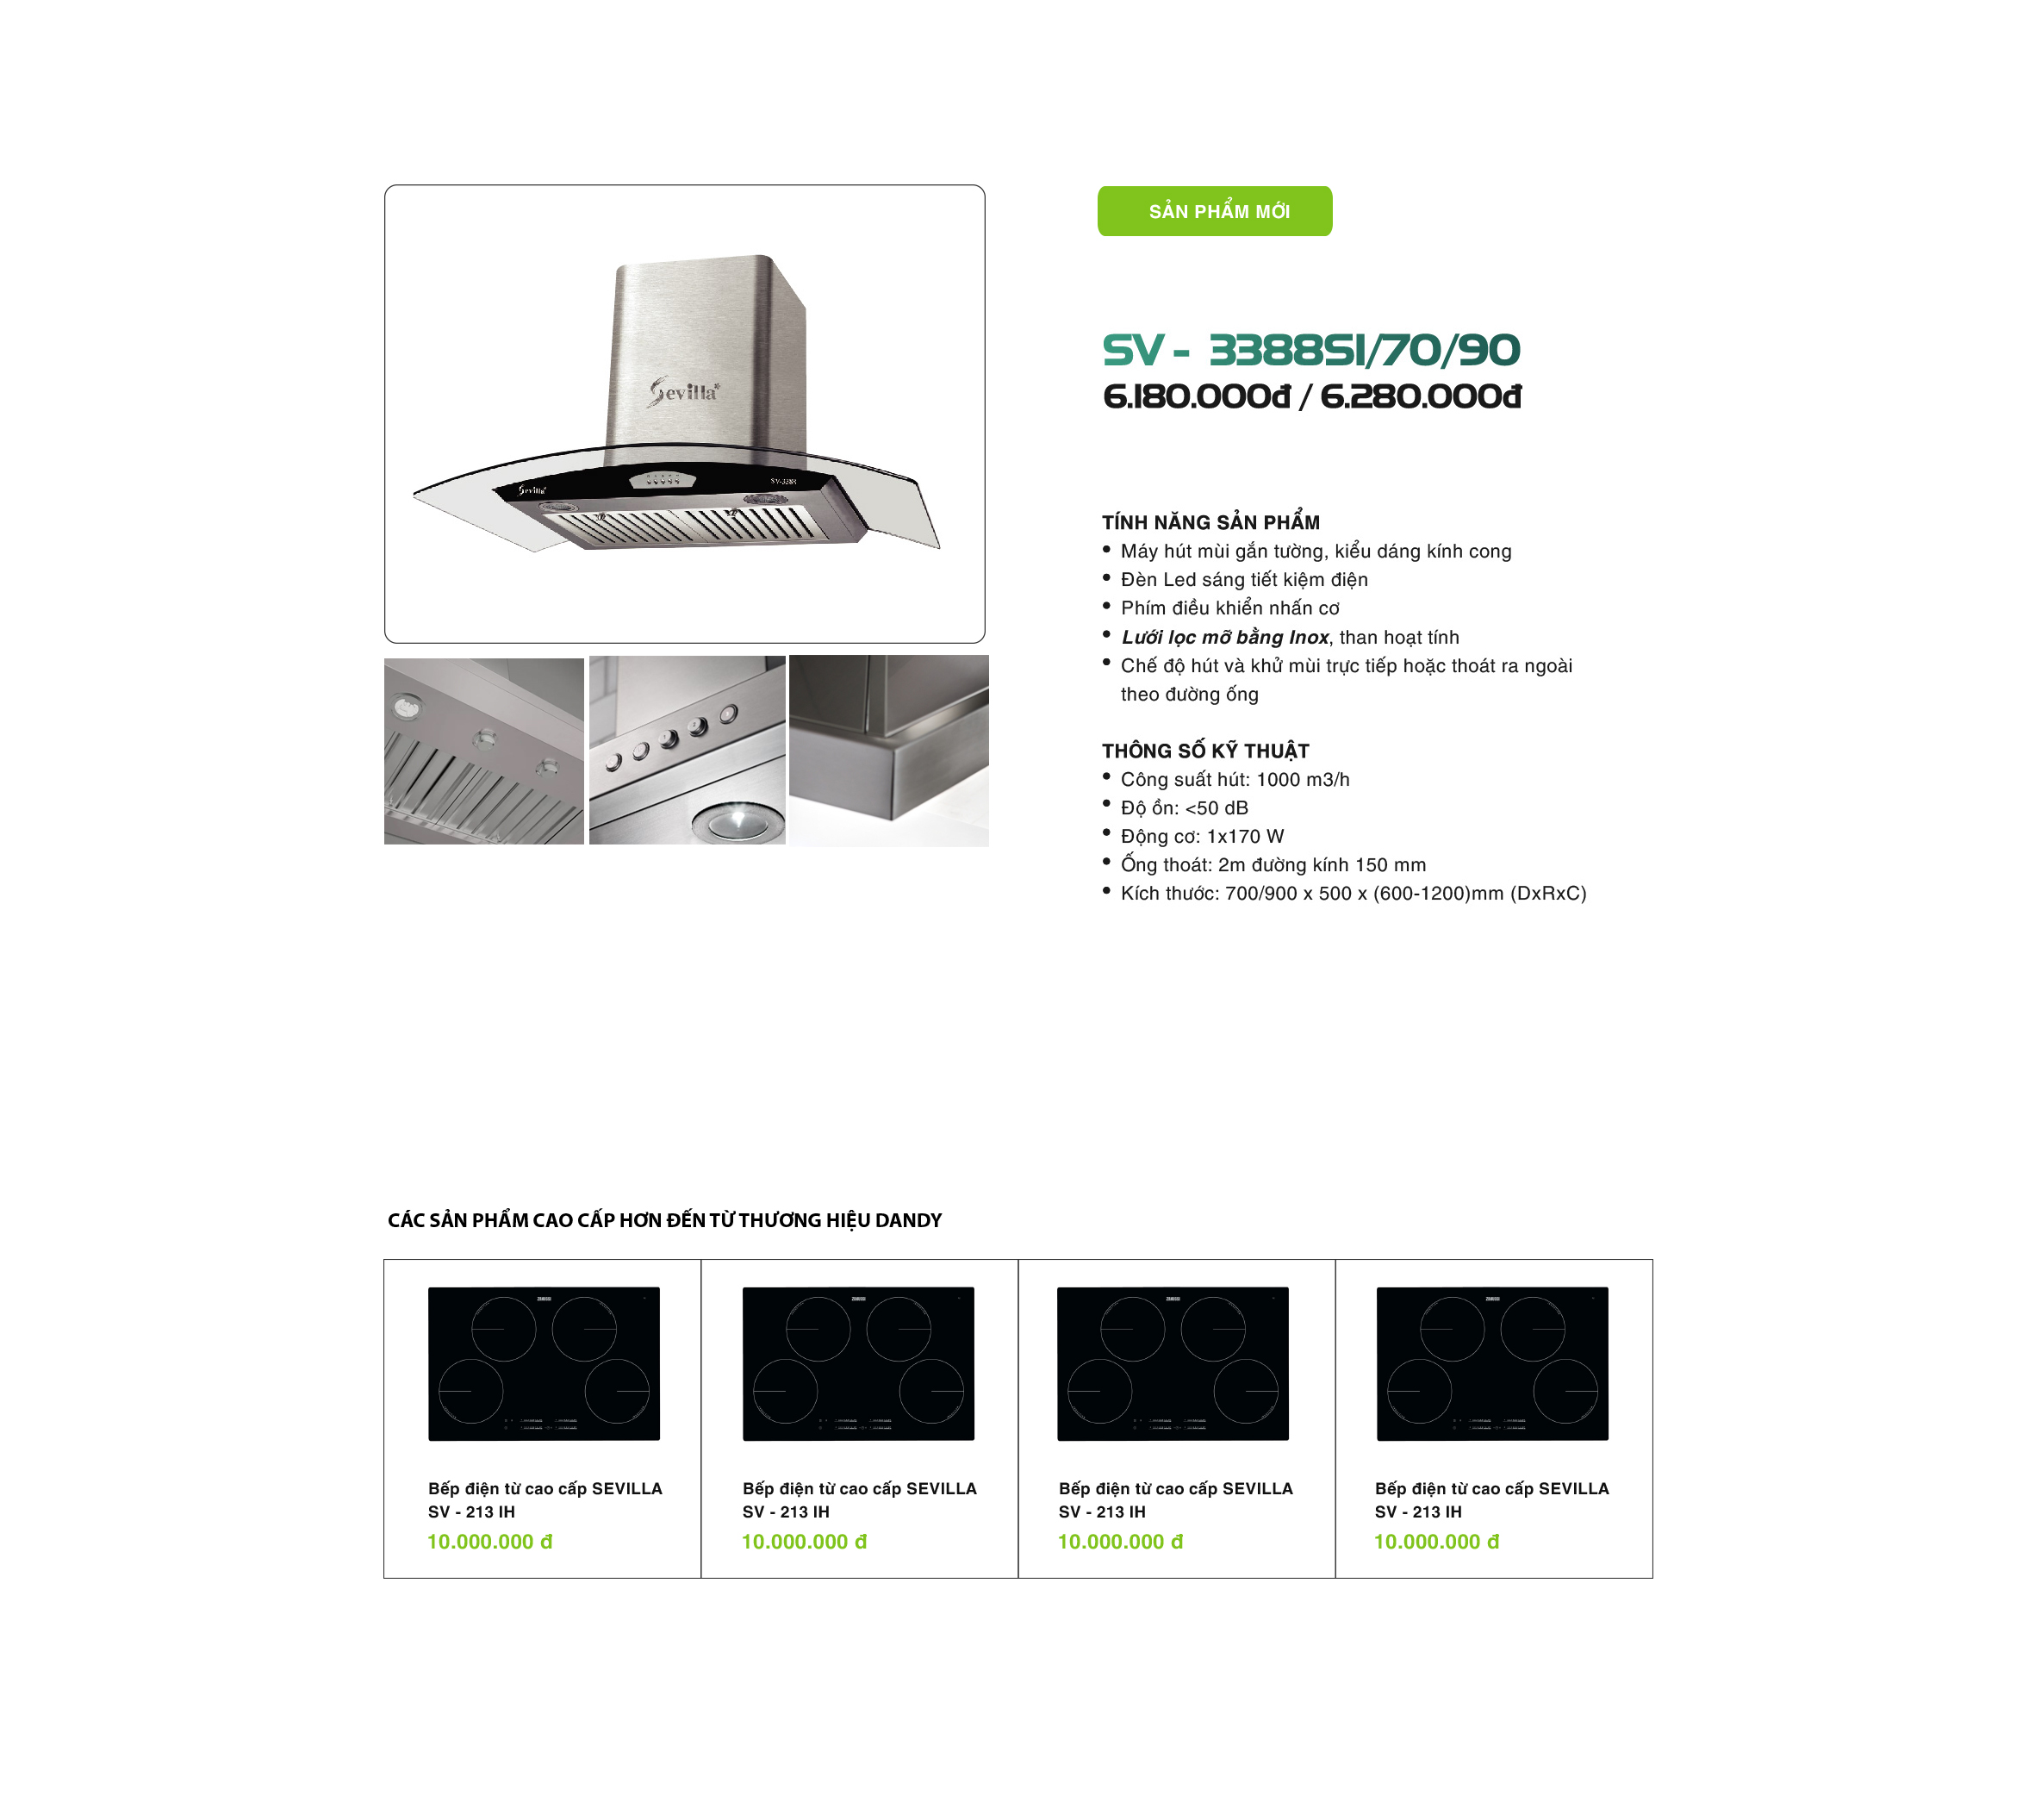 SẢN PHẨM MỚI
SV - 3388SI/70/90
6.180.000đ / 6.280.000đ
Sevilla
Sevilla
SV-3388
TÍNH NĂNG SẢN PHẨM
• Máy hút mùi gắn tường, kiểu dáng kính cong
• Đèn Led sáng tiết kiệm điện
• Phím điều khiển nhấn cơ
• Lưới lọc mỡ bằng Inox, than hoạt tính
• Chế độ hút và khử mùi trực tiếp hoặc thoát ra ngoài
theo đường ống
THÔNG SỐ KỸ THUẬT
• Công suất hút: 1000 m3/h
• Độ ồn: <50 dB
• Động cơ: 1x170 W
• Ống thoát: 2m đường kính 150 mm
• Kích thước: 700/900 x 500 x (600-1200)mm (DxRxC)
CÁC SẢN PHẨM CAO CẤP HƠN ĐẾN TỪ THƯƠNG HIỆU DANDY
Bếp điện từ cao cấp SEVILLA
SV - 213 IH
10.000.000 đ
Bếp điện từ cao cấp SEVILLA
SV - 213 IH
10.000.000 đ
Bếp điện từ cao cấp SEVILLA
SV - 213 IH
10.000.000 đ
Bếp điện từ cao cấp SEVILLA
SV - 213 IH
10.000.000 đ